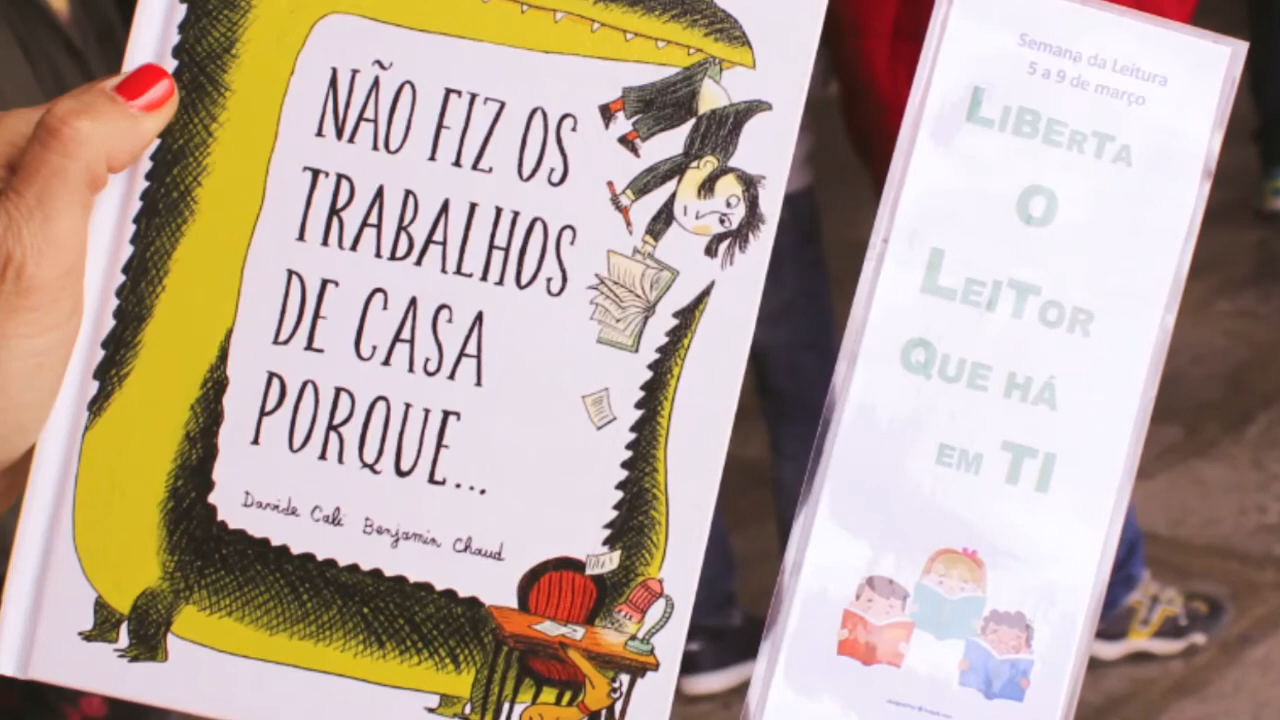 NÃO FIZ OS
TRABALHOS
DE CASA
PORQUE...
Davide Cali Benjamin Chaud
Semana da Leitura
5 a 9 de março
LIBERTA
O
LEITOR
QUE HÁ
EM TI